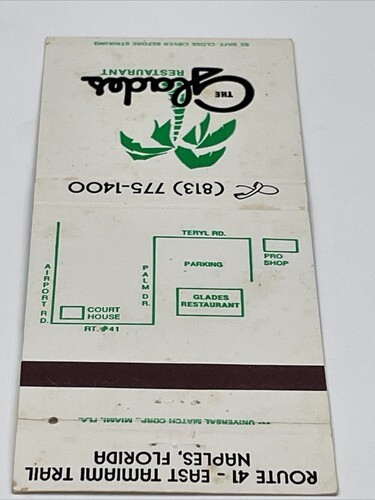 BE SAFE CLOSE COVER BEFORE STRIKING
THE
Glades
RESTAURANT
(813) 775-1400
TERYL RD.
PRO
SHOP
PARKING
AIRPORT RD.
PALM DR.
GLADES
RESTAURANT
COURT
HOUSE
RT. #41
UNIVERSAL MATCH CORP., MIAMI, FLA.
ROUTE 41 - EAST TAMIAMI TRAIL
NAPLES, FLORIDA